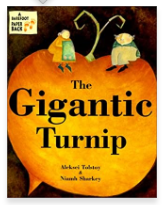 A
BAREFOOT
PAPER
BACK
The
Gigantic
Turnip
Aleksei Tolstoy
&
Niamh Sharkey